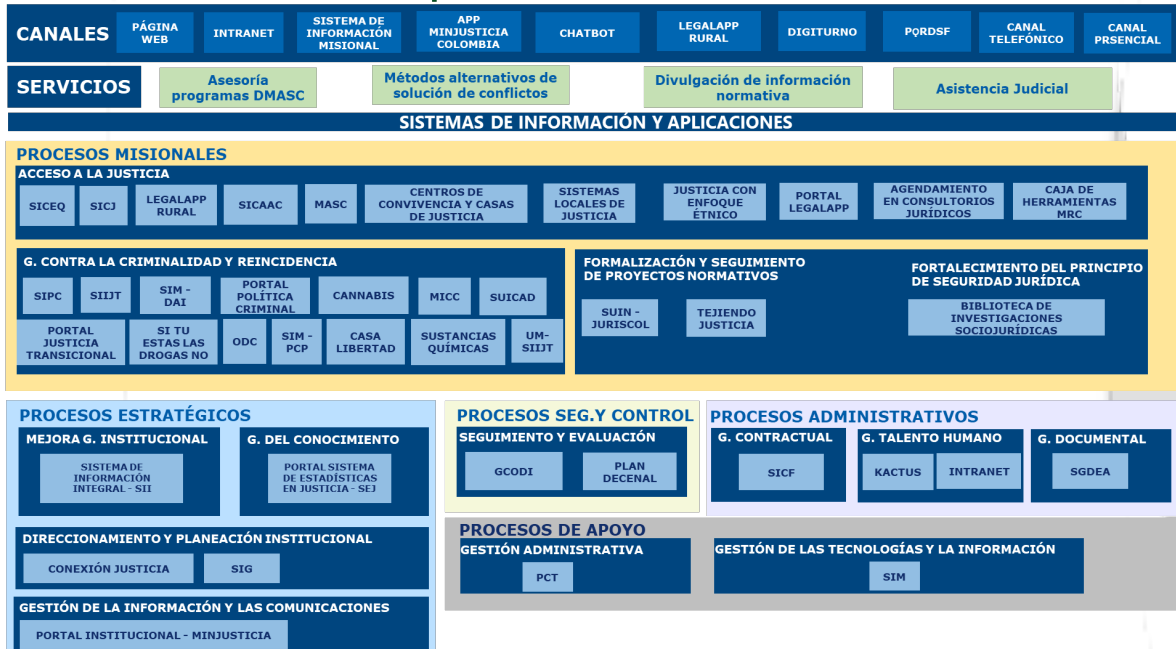 CANALES
PÁGINA
WEB
INTRANET
SISTEMA DE
INFORMACIÓN
MISIONAL
APP
MINJUSTICIA
COLOMBIA
CHATBOT
LEGALAPP
RURAL
DIGITURNO
PQRDSF
CANAL
TELEFÓNICO
CANAL
PRSENCIAL
SERVICIOS
Asesoría
programas DMASC
Métodos alternativos de
solución de conflictos
Divulgación de información
normativa
Asistencia Judicial
SISTEMAS DE INFORMACIÓN Y APLICACIONES
PROCESOS MISIONALES
ACCESO A LA JUSTICIA
SICEQ
SICJ
LEGALAPP
RURAL
SICAAC
MASC
CENTROS DE
CONVIVENCIA Y CASAS
DE JUSTICIA
SISTEMAS
LOCALES DE
JUSTICIA
JUSTICIA CON
ENFOQUE
ÉTNICO
PORTAL
LEGALAPP
AGENDAMIENTO
EN CONSULTORIOS
JURÍDICOS
CAJA DE
HERRAMIENTAS
MRC
G. CONTRA LA CRIMINALIDAD Y REINCIDENCIA
SIPC
SIIJT
SIM -
DAI
PORTAL
POLÍTICA
CRIMINAL
CANNABIS
MICC
SUICAD
PORTAL
JUSTICIA
TRANSICIONAL
SI TU
ESTAS LAS
DROGAS NO
ODC
SIM -
PCP
CASA
LIBERTAD
SUSTANCIAS
QUÍMICAS
UM-
SIIJT
FORMALIZACIÓN Y SEGUIMIENTO
DE PROYECTOS NORMATIVOS
SUIN -
JURISCOL
TEJIENDO
JUSTICIA
FORTALECIMIENTO DEL PRINCIPIO
DE SEGURIDAD JURÍDICA
BIBLIOTECA DE
INVESTIGACIONES
SOCIOJURÍDICAS
PROCESOS ESTRATÉGICOS
MEJORA G. INSTITUCIONAL
SISTEMA DE
INFORMACIÓN
INTEGRAL - SII
G. DEL CONOCIMIENTO
PORTAL SISTEMA
DE ESTADÍSTICAS
EN JUSTICIA - SEJ
DIRECCIONAMIENTO Y PLANEACIÓN INSTITUCIONAL
CONEXIÓN JUSTICIA
SIG
GESTIÓN DE LA INFORMACIÓN Y LAS COMUNICACIONES
PORTAL INSTITUCIONAL - MINJUSTICIA
PROCESOS SEG.Y CONTROL
SEGUIMIENTO Y EVALUACIÓN
GCODI
PLAN
DECENAL
PROCESOS ADMINISTRATIVOS
G. CONTRACTUAL
SICF
G. TALENTO HUMANO
KACTUS
INTRANET
G. DOCUMENTAL
SGDEA
PROCESOS DE APOYO
GESTIÓN ADMINISTRATIVA
PCT
GESTIÓN DE LAS TECNOLOGÍAS Y LA INFORMACIÓN
SIM